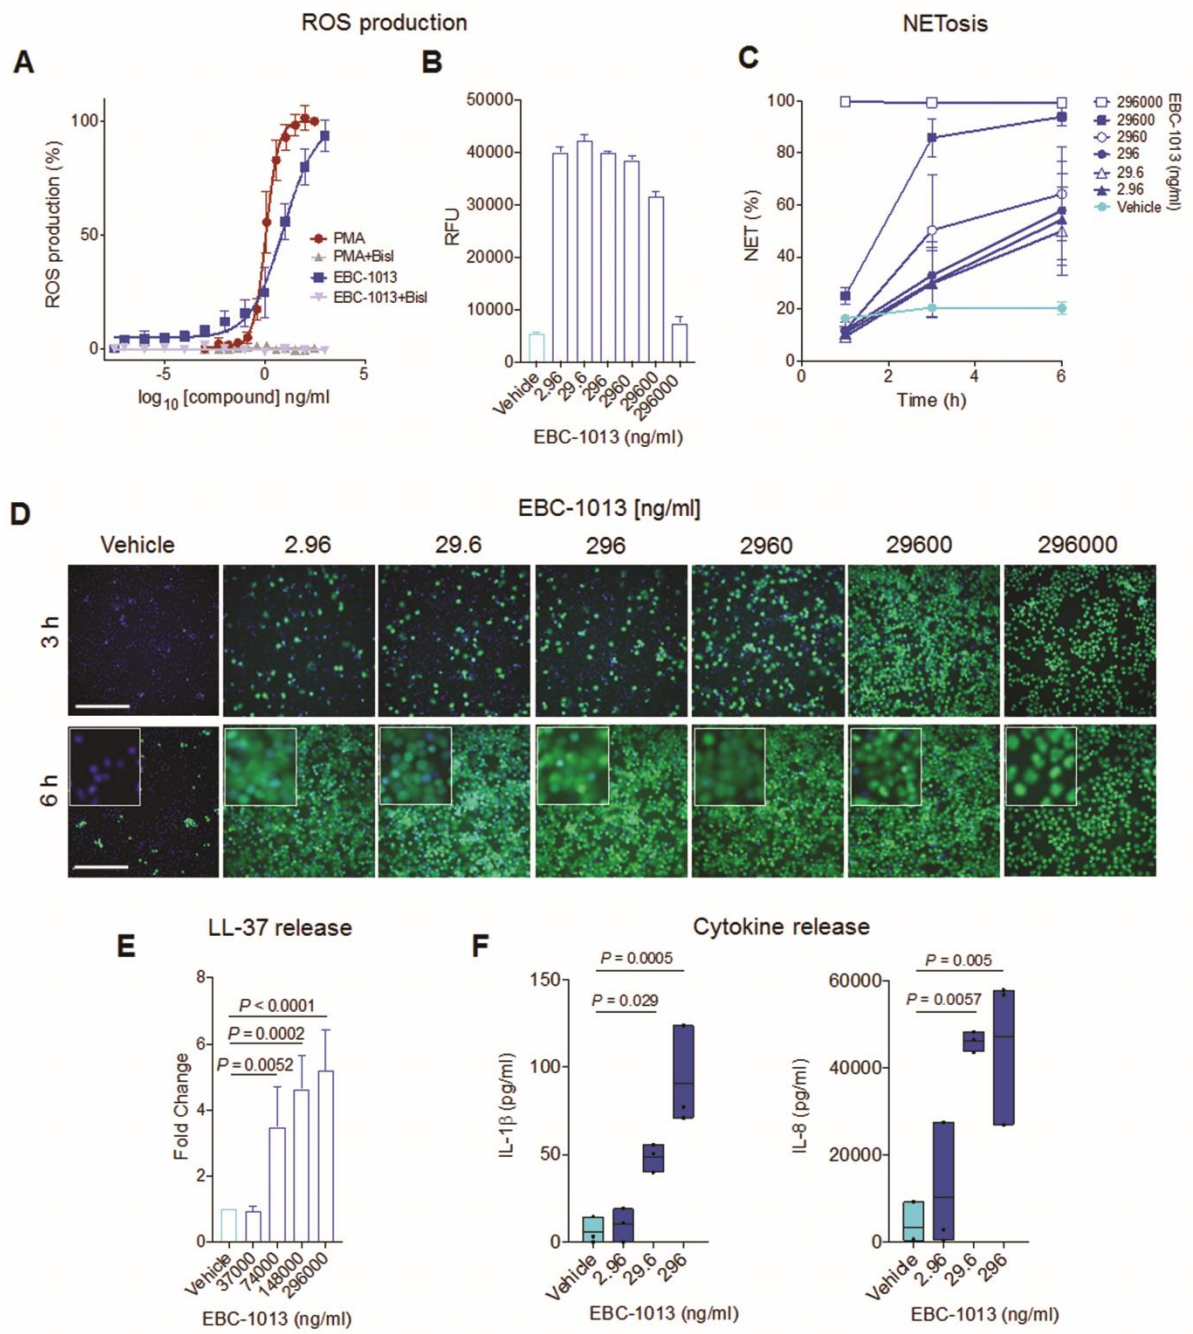 ROS production
NETosis
A
B
C
ROS production (%)
100
50
0
-5
0
5
log10 [compound] ng/ml
PMA
PMA+BisI
EBC-1013
EBC-1013+BisI
RFU
50000
40000
30000
20000
10000
0
Vehicle
2.96
29.6
296
2960
29600
296000
EBC-1013 (ng/ml)
NET (%)
100
80
60
40
20
0
0
2
4
6
Time (h)
296000
29600
2960
296
29.6
2.96
Vehicle
EBC-1013 (ng/ml)
D
EBC-1013 [ng/ml]
Vehicle 2.96 29.6 296 2960 29600 296000
3 h
6 h
E
LL-37 release
Fold Change
8
6
4
2
0
P < 0.0001
P = 0.0002
P = 0.0052
Vehicle
37000
74000
148000
296000
EBC-1013 (ng/ml)
F
Cytokine release
IL-1β (pg/ml)
150
100
50
0
P = 0.0005
P = 0.029
Vehicle
2.96
29.6
296
EBC-1013 (ng/ml)
IL-8 (pg/ml)
60000
40000
20000
0
P = 0.005
P = 0.0057
Vehicle
2.96
29.6
296
EBC-1013 (ng/ml)